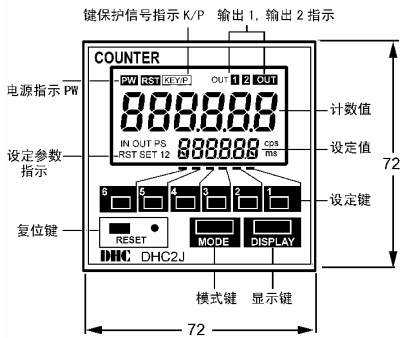 键保护信号指示 K/P
输出 1, 输出 2 指示
COUNTER
PW RST KEY/P OUT 1 2 OUT
电源指示 PW
888888
计数值
IN OUT PS
RST SET 12
888888
cps
ms
设定值
设定参数
指示
72
6 5 4 3 2 1
设定键
复位键
RESET
MODE
DISPLAY
DHC DHC2J
模式键
显示键
72